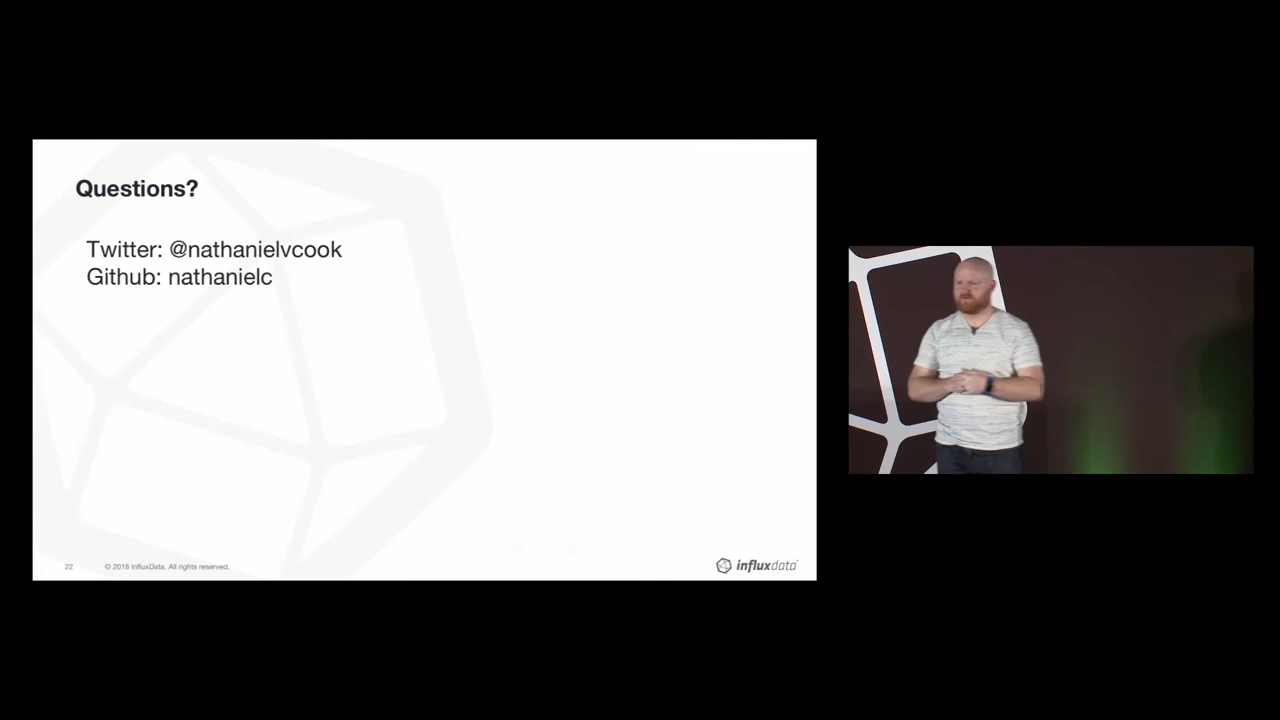 Questions?
Twitter: @nathanielvcook
Github: nathanielc
22
© 2018 InfluxData. All rights reserved.
influxdata